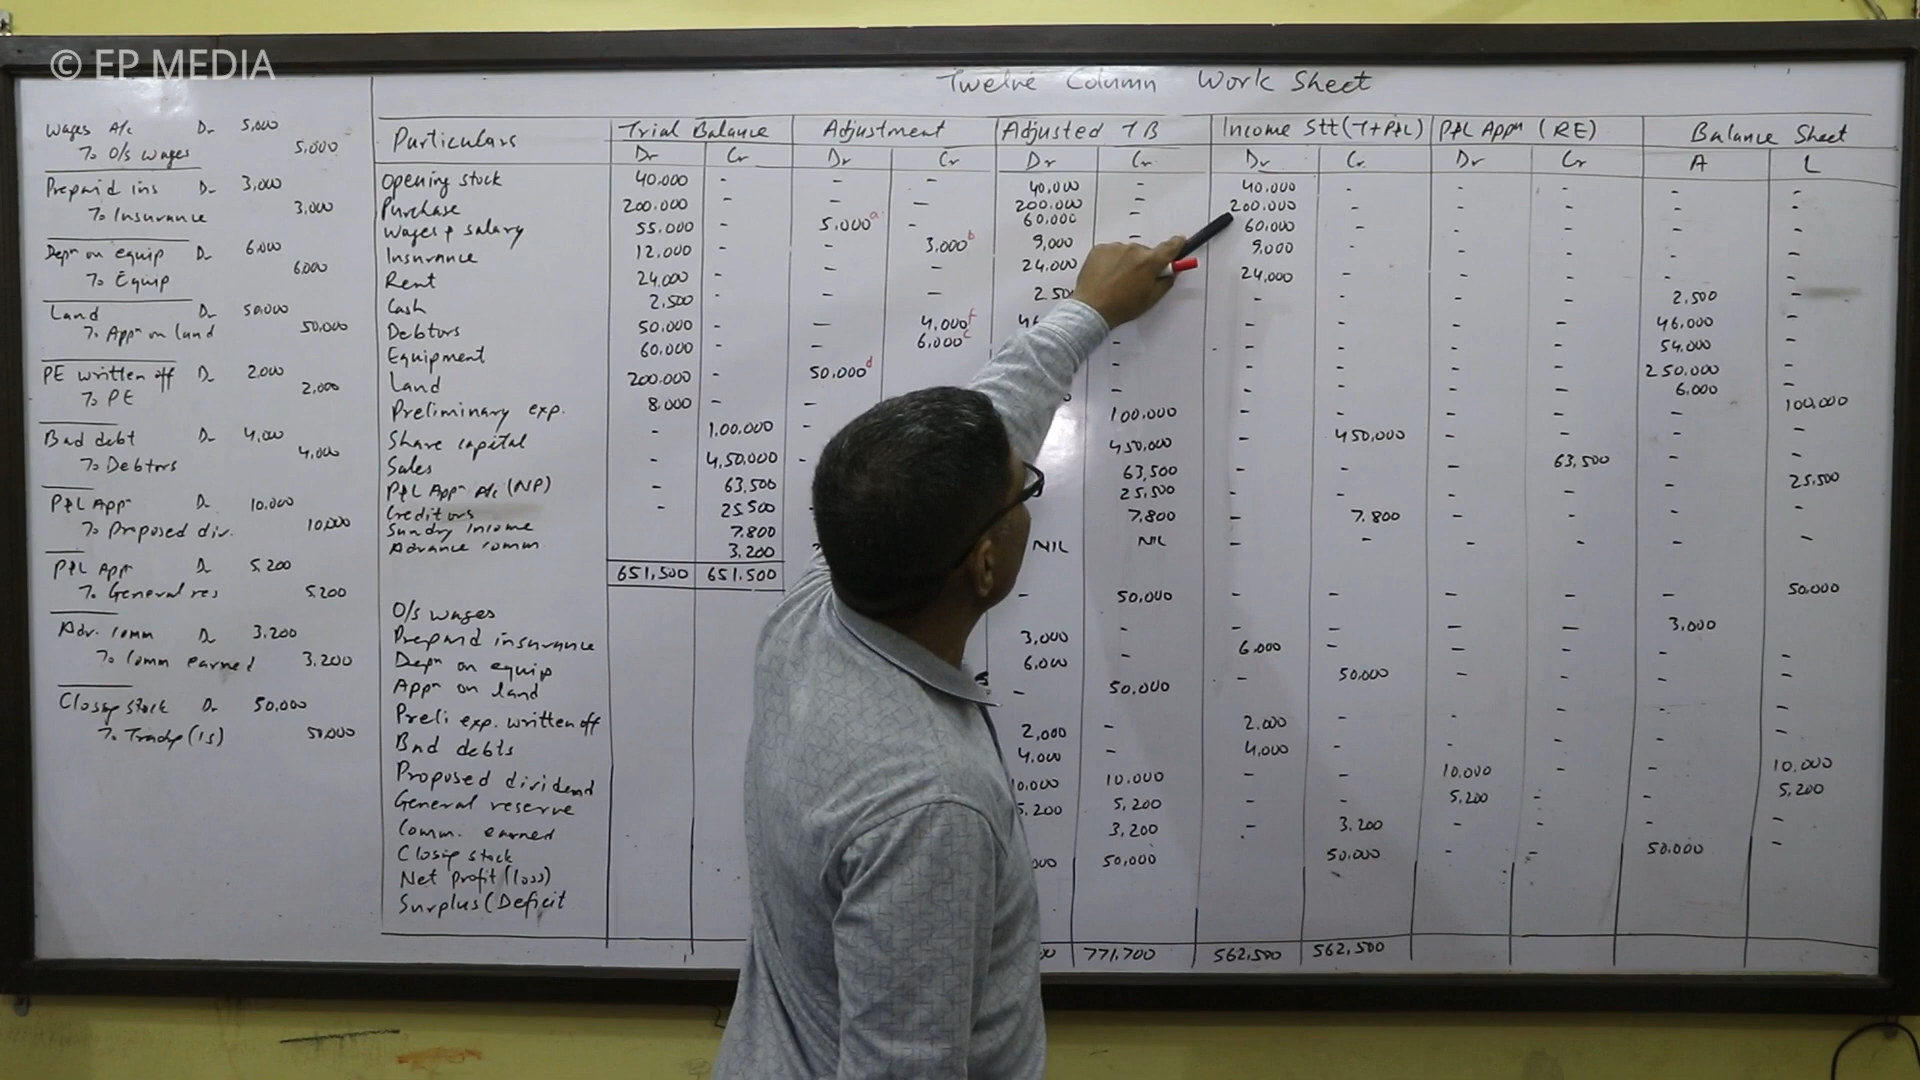 © EP MEDIA
Twelve Column Work Sheet
Wages A/c Dr 5,000
To O/s wages 5,000
Prepaid ins Dr 3,000
To Insurance 3,000
Depn on equip Dr 6,000
To Equip 6,000
Land Dr 50,000
To Appn on land 50,000
PE written off Dr 2,000
To PE 2,000
Bad debt Dr 4,000
To Debtors 4,000
P&L Appn Dr 10,000
To Proposed div. 10,000
P&L Appn Dr 5,200
To General res 5,200
Adv. comm Dr 3,200
To Comm earned 3,200
Closing stock Dr 50,000
To Trading (IS) 50,000
Particulars Trial Balance Adjustment Adjusted TB Income Stt (T+P&L) P&L Appn (RE) Balance Sheet
Dr Cr Dr Cr Dr Cr Dr Cr Dr Cr A L
Opening stock 40,000 - - - 40,000 - 40,000 - - - - -
Purchase 200,000 - - - 200,000 - 200,000 - - - - -
Wages & salary 55,000 - 5,000 a - 60,000 - 60,000 - - - - -
Insurance 12,000 - - 3,000 b 9,000 - 9,000 - - - - -
Rent 24,000 - - - 24,000 24,000 - - - - -
Cash 2,500 - - - 2,50 - - - - 2,500 -
Debtors 50,000 - - 4,000 f 46 - - - - 46,000 -
Equipment 60,000 - - 6,000 c - - - - - 54,000 -
Land 200,000 - 50,000 d - - - - - 250,000 -
Preliminary exp. 8,000 - - - - - - - 6,000 -
Share capital - 1,00,000 100,000 - - - - - 100,000
Sales - 4,50,000 - 450,000 - 450,000 - - - -
P&L Appn A/c (NP) - 63,500 63,500 - - - 63,500 - -
Creditors - 25,500 25,500 - - - - - 25,500
Sundry income 7,800 7,800 - 7,800 - - - -
Advance comm. 3,200 NIL NIL - - - - - -
651,500 651,500
O/s wages - 50,000 - - - - - 50,000
Prepaid insurance 3,000 - - - - - 3,000 -
Depn on equip 6,000 - 6,000 - - - - -
Appn on land - 50,000 - 50,000 - - - -
Preli exp. written off 2,000 - 2,000 - - - - -
Bad debts 4,000 4,000 - - - - -
Proposed dividend 10,000 10,000 - - 10,000 - 10,000
General reserve 5,200 5,200 - - 5,200 - - 5,200
Comm. earned 3,200 - 3,200 - - - -
Closing stock 000 50,000 50,000 - - 50,000 -
Net profit (loss)
Surplus (Deficit
00 771,700 562,500 562,500